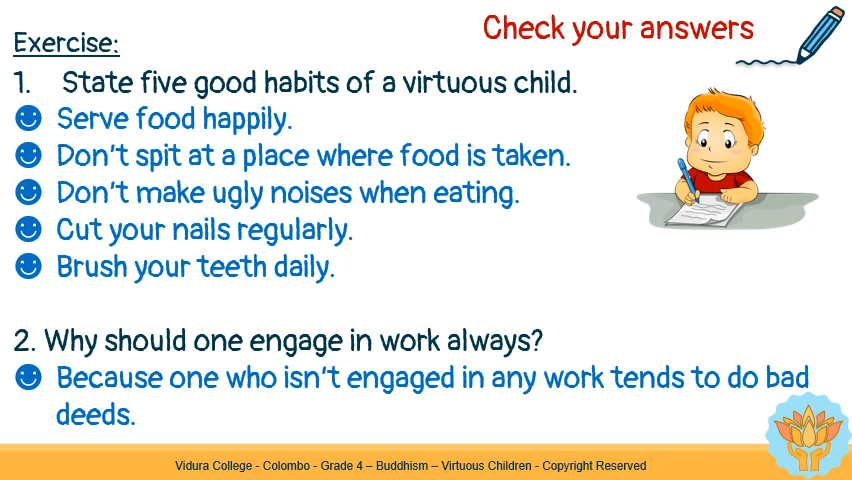 Check your answers
Exercise:
1. State five good habits of a virtuous child.
Serve food happily.
Don't spit at a place where food is taken.
Don't make ugly noises when eating.
Cut your nails regularly.
Brush your teeth daily.
2. Why should one engage in work always?
Because one who isn't engaged in any work tends to do bad
deeds.
Vidura College - Colombo - Grade 4 – Buddhism – Virtuous Children - Copyright Reserved